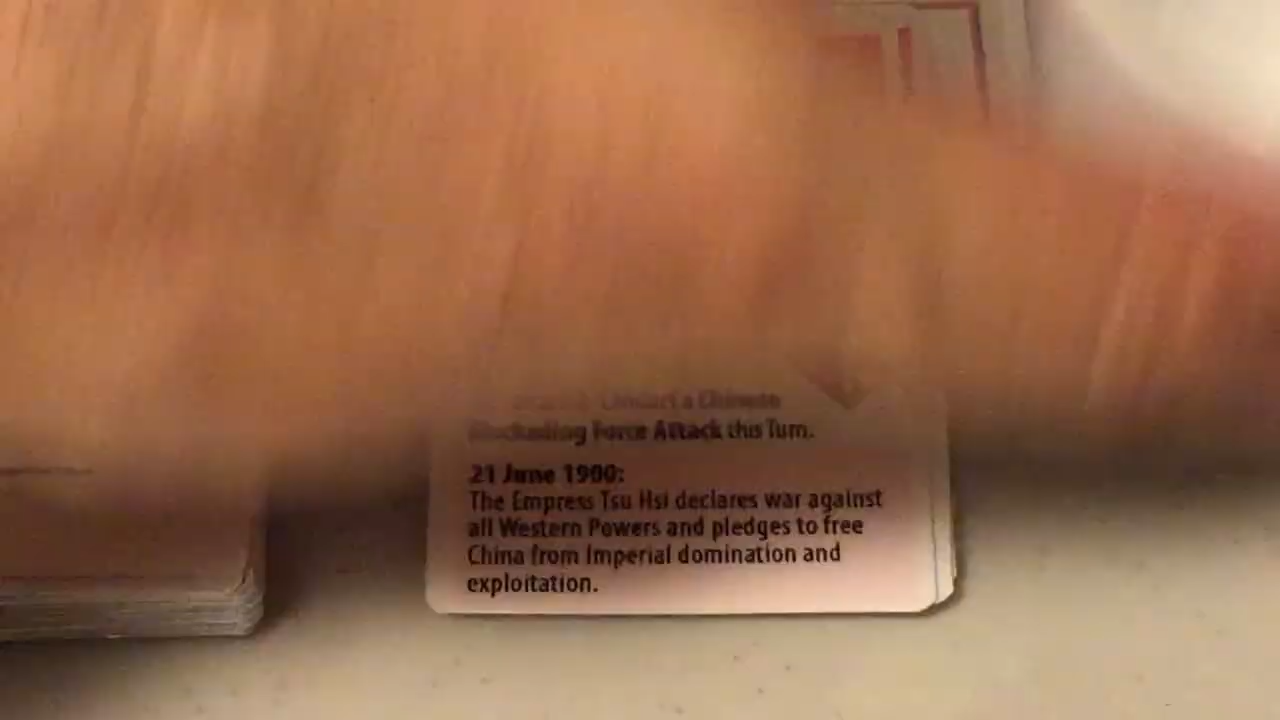 Conduct a Chinese
Blockading Force Attack this Turn.
21 June 1900:
The Empress Tsu Hsi declares war against
all Western Powers and pledges to free
China from Imperial domination and
exploitation.